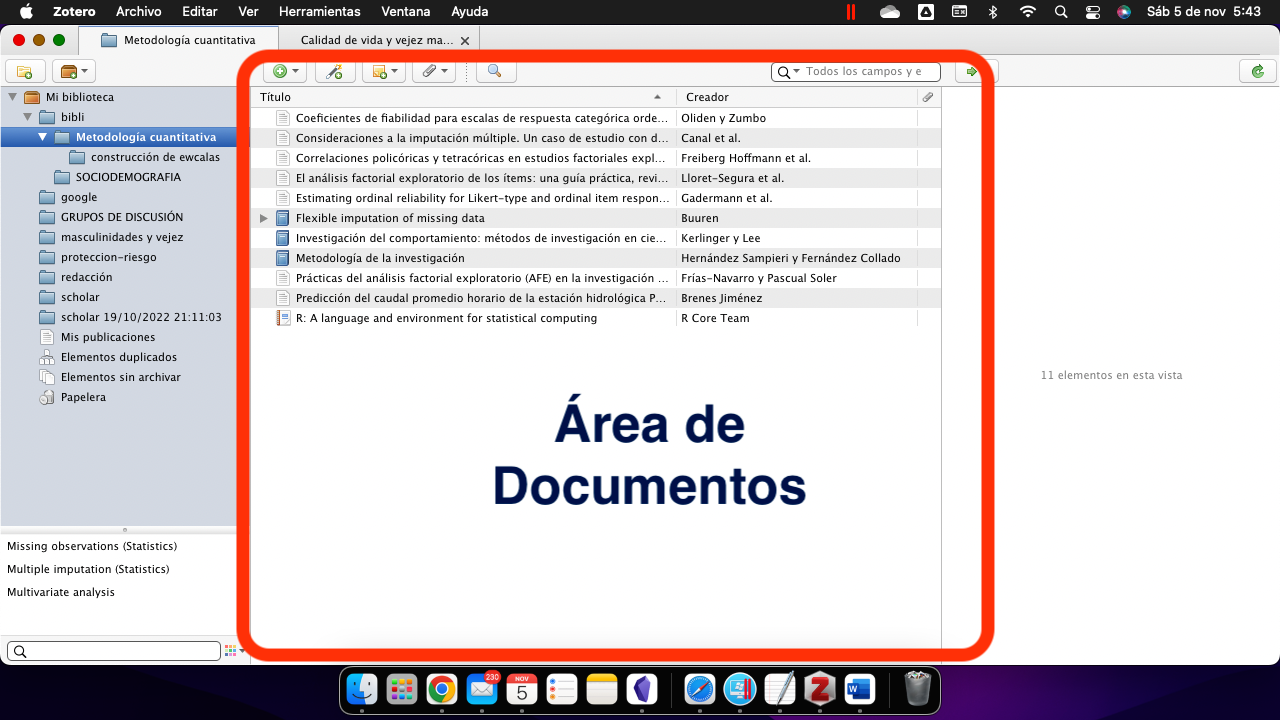 Zotero Archivo Editar Ver Herramientas Ventana Ayuda Sáb 5 de nov 5:43
Metodología cuantitativa Calidad de vida y vejez ma...
Todos los campos y e
Mi biblioteca
bibli
Metodología cuantitativa
construcción de ewcalas
SOCIODEMOGRAFIA
google
GRUPOS DE DISCUSIÓN
masculinidades y vejez
proteccion-riesgo
redacción
scholar
scholar 19/10/2022 21:11:03
Mis publicaciones
Elementos duplicados
Elementos sin archivar
Papelera
Missing observations (Statistics)
Multiple imputation (Statistics)
Multivariate analysis
Título Creador
Coeficientes de fiabilidad para escalas de respuesta categórica orde... Oliden y Zumbo
Consideraciones a la imputación múltiple. Un caso de estudio con d... Canal et al.
Correlaciones policóricas y tetracóricas en estudios factoriales expl... Freiberg Hoffmann et al.
El análisis factorial exploratorio de los ítems: una guía práctica, revi... Lloret-Segura et al.
Estimating ordinal reliability for Likert-type and ordinal item respon... Gadermann et al.
Flexible imputation of missing data Buuren
Investigación del comportamiento: métodos de investigación en cie... Kerlinger y Lee
Metodología de la investigación Hernández Sampieri y Fernández Collado
Prácticas del análisis factorial exploratorio (AFE) en la investigación ... Frías-Navarro y Pascual Soler
Predicción del caudal promedio horario de la estación hidrológica P... Brenes Jiménez
R: A language and environment for statistical computing R Core Team
Área de
Documentos
11 elementos en esta vista
230
NOV
5